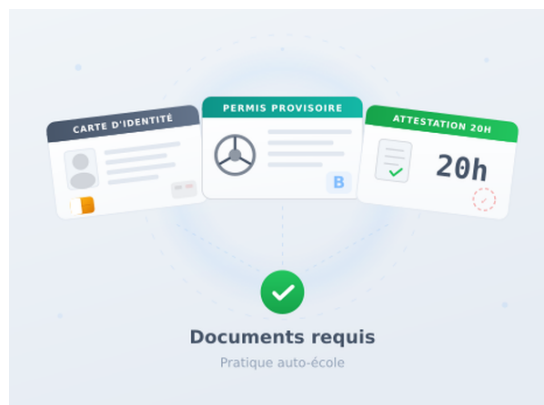 CARTE D'IDENTITÉ
PERMIS PROVISOIRE
B
ATTESTATION 20H
20h
Documents requis
Pratique auto-école